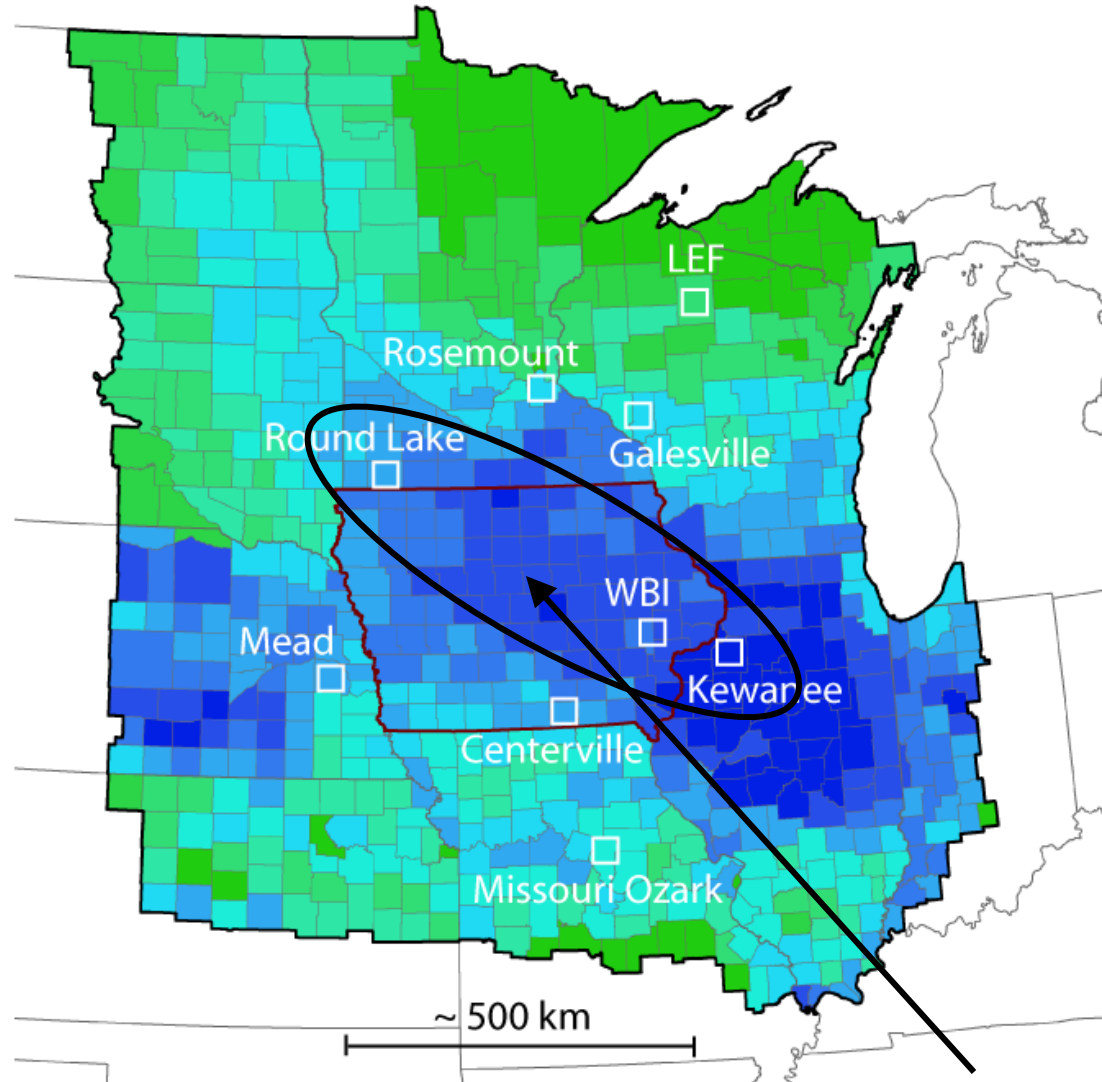 LEF
Rosemount
Round Lake
Galesville
WBI
Mead
Kewanee
Centerville
Missouri Ozark
~ 500 km